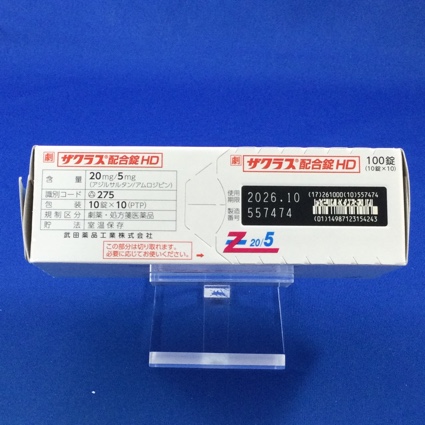 劇 ザクラス®配合錠HD
含量 20mg/5mg
(アジルサルタン/アムロジピン)
識別コード 275
包装 10錠×10(PTP)
規制区分 劇薬・処方箋医薬品
貯法 室温保存
武田薬品工業株式会社
この部分は切り取れます。
必要に応じてお使いください。
劇 ザクラス®配合錠HD 100錠
(10錠×10)
使用期限 2026.10
製造番号 557474
(17)261000(10)557474
(01)14987123154243
Z 20/5